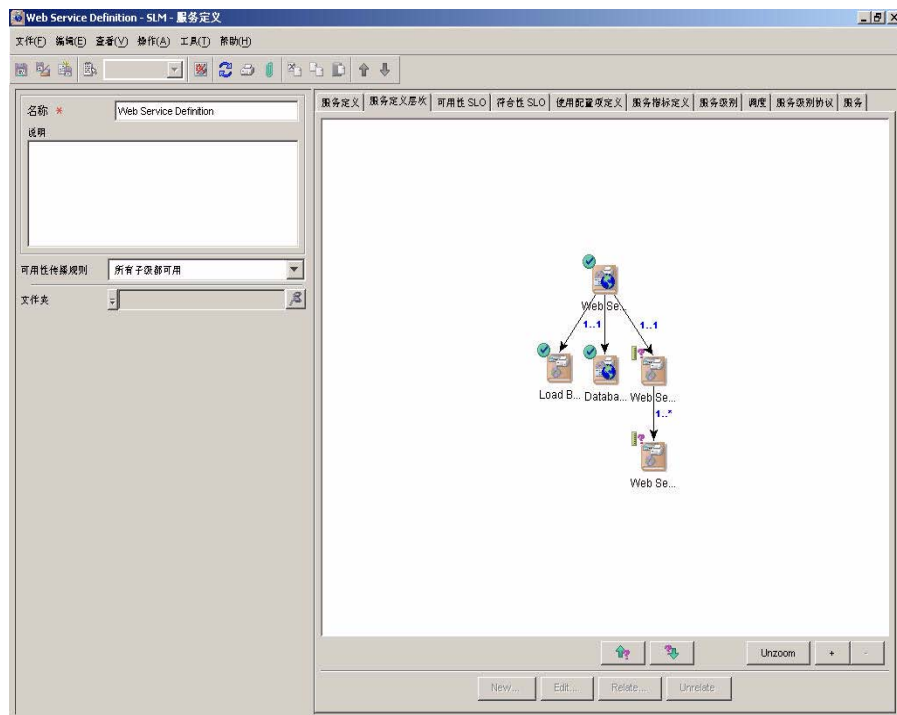 Web Service Definition - SLM - 服务定义
文件(F) 编辑(E) 查看(V) 操作(A) 工具(T) 帮助(H)
名称 *
Web Service Definition
说明
可用性传播规则
所有子级都可用
文件夹
服务定义 服务定义层次 可用性 SLO 符合性 SLO 使用配置项定义 服务指标定义 服务级别 调度 服务级别协议 服务
Web Se...
1..1 1..1
Load B... Databa... Web Se...
1..*
Web Se...
Unzoom + -
New... Edit... Relate... Unrelate